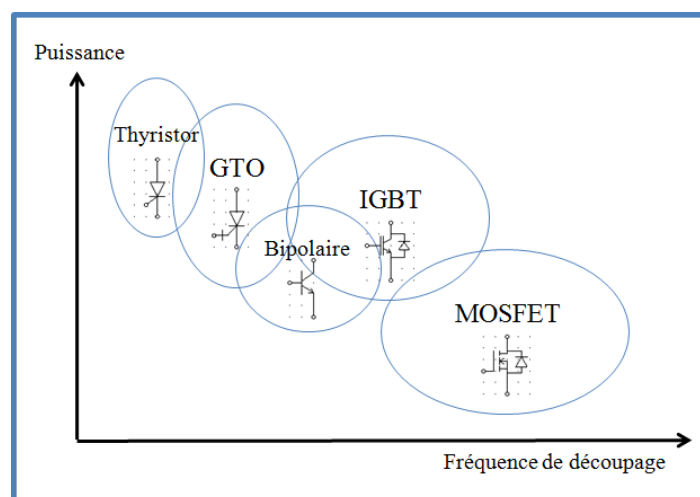 Puissance
Thyristor
GTO
IGBT
Bipolaire
MOSFET
Fréquence de découpage